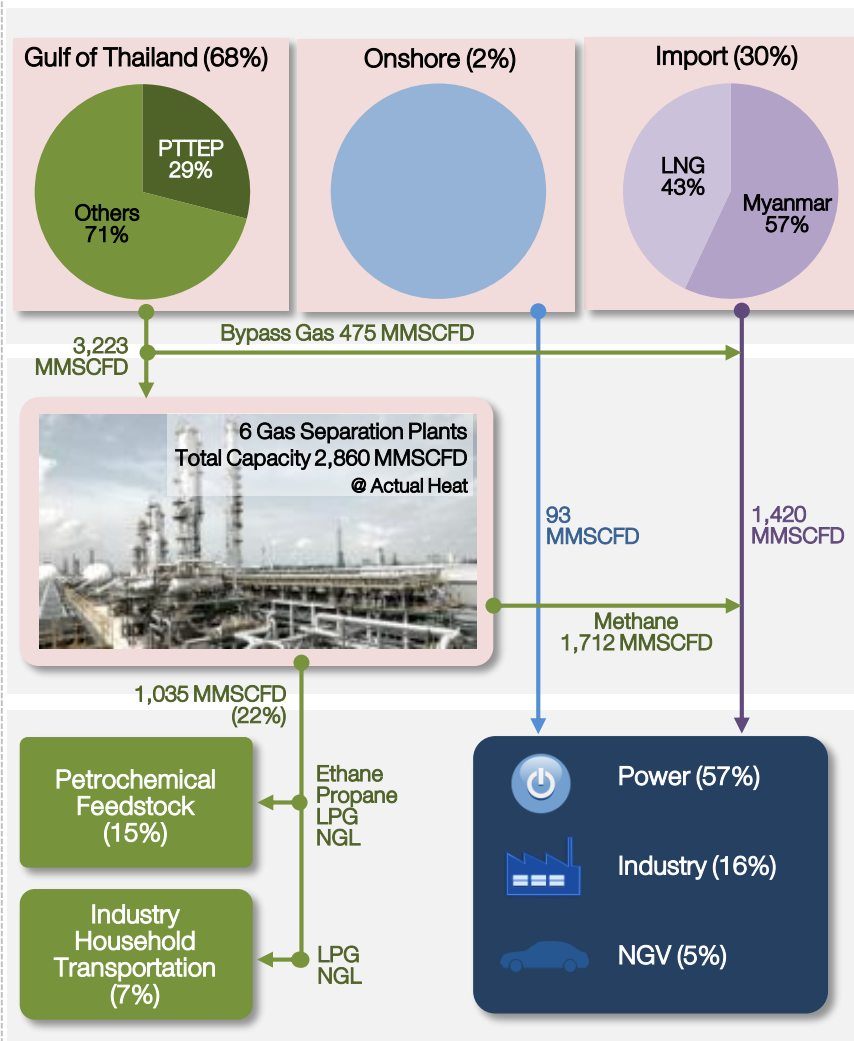 Gulf of Thailand (68%)
Onshore (2%)
Import (30%)
PTTEP
29%
Others
71%
LNG
43%
Myanmar
57%
3,223
MMSCFD
Bypass Gas 475 MMSCFD
6 Gas Separation Plants
Total Capacity 2,860 MMSCFD
@ Actual Heat
93
MMSCFD
1,420
MMSCFD
Methane
1,712 MMSCFD
1,035 MMSCFD
(22%)
Petrochemical
Feedstock
(15%)
Ethane
Propane
LPG
NGL
Industry
Household
Transportation
(7%)
LPG
NGL
Power (57%)
Industry (16%)
NGV (5%)